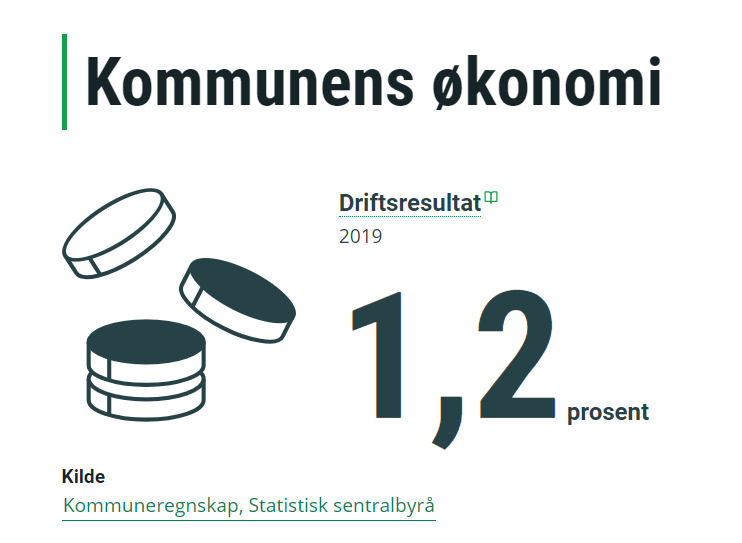 Kommunens økonomi
Driftsresultat
2019
1,2 prosent
Kilde
Kommuneregnskap, Statistisk sentralbyrå